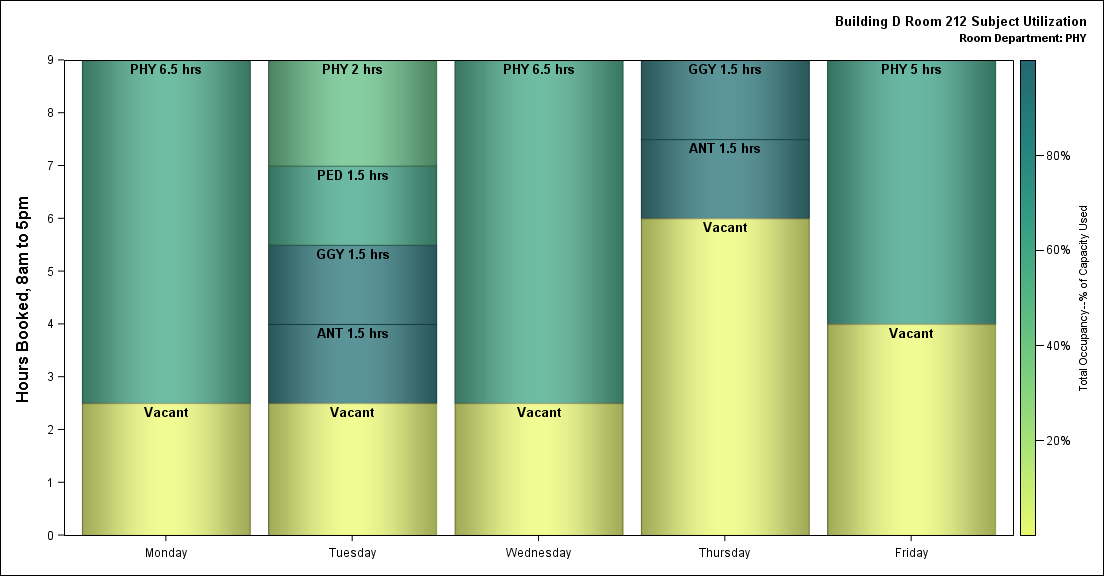 Building D Room 212 Subject Utilization
Room Department: PHY
Hours Booked, 8am to 5pm
9
8
7
6
5
4
3
2
1
0
PHY 6.5 hrs
Vacant
PHY 2 hrs
PED 1.5 hrs
GGY 1.5 hrs
ANT 1.5 hrs
Vacant
PHY 6.5 hrs
Vacant
GGY 1.5 hrs
ANT 1.5 hrs
Vacant
PHY 5 hrs
Vacant
Monday
Tuesday
Wednesday
Thursday
Friday
80%
60%
40%
20%
Total Occupancy--% of Capacity Used